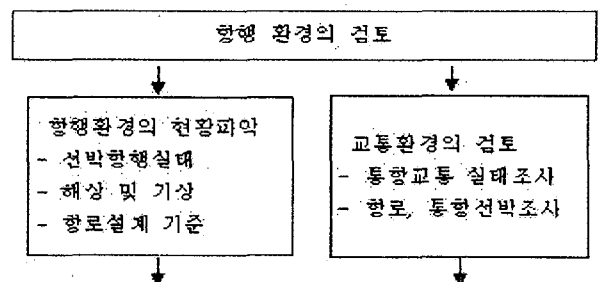 항행 환경의 검토
항행환경의 현황파악
- 선박항행실태
- 해상 및 기상
- 항로설계 기준
교통환경의 검토
- 통항교통 실태조사
- 항로, 통항선박조사